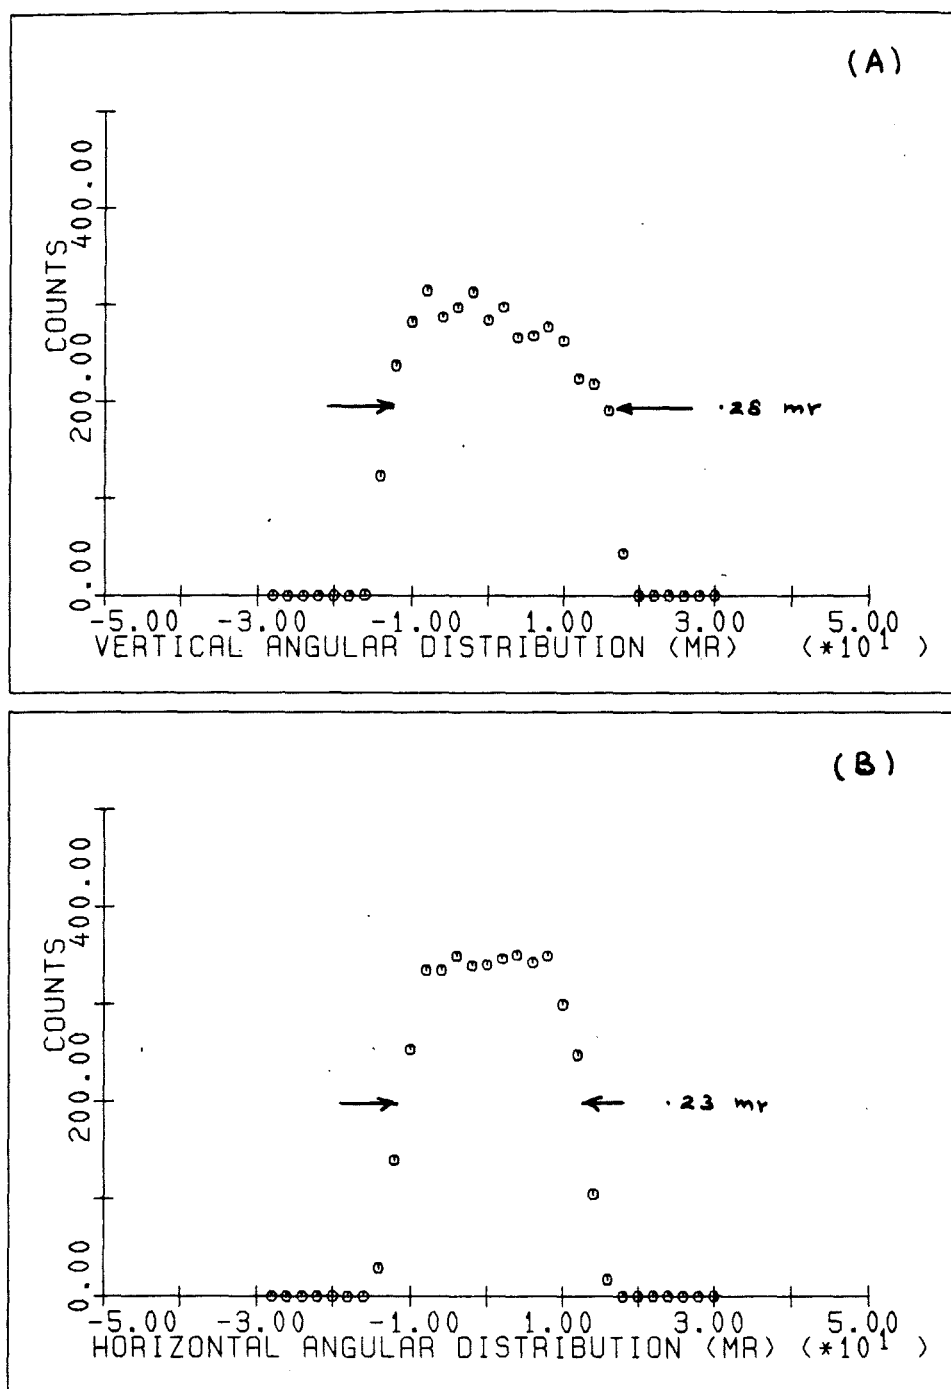 (A)
COUNTS
400.00
200.00
0.00
.28 mr
-5.00 -3.00 -1.00 1.00 3.00 5.00
VERTICAL ANGULAR DISTRIBUTION (MR) (*10¹ )
(B)
COUNTS
400.00
200.00
0.00
.23 mr
-5.00 -3.00 -1.00 1.00 3.00 5.00
HORIZONTAL ANGULAR DISTRIBUTION (MR) (*10¹ )